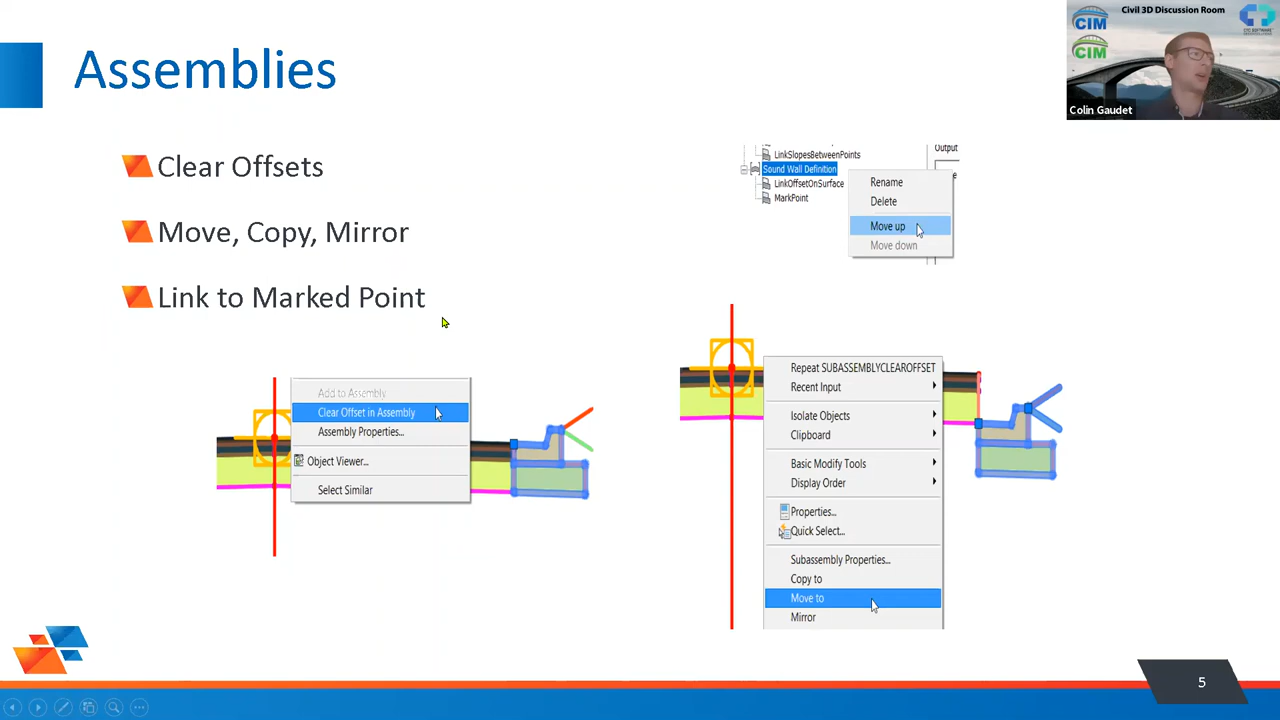 Assemblies
Civil 3D Discussion Room
CIM
CIM
CTC SOFTWARE
Colin Gaudet
Clear Offsets
Move, Copy, Mirror
Link to Marked Point
LinkSlopesBetweenPoints
Sound Wall Definition
LinkOffsetOnSurface
MarkPoint
Output
Rename
Delete
Move up
Move down
Add to Assembly
Clear Offset in Assembly
Assembly Properties...
Object Viewer...
Select Similar
Repeat SUBASSEMBLYCLEAROFFSET
Recent Input
Isolate Objects
Clipboard
Basic Modify Tools
Display Order
Properties...
Quick Select...
Subassembly Properties...
Copy to
Move to
Mirror
5